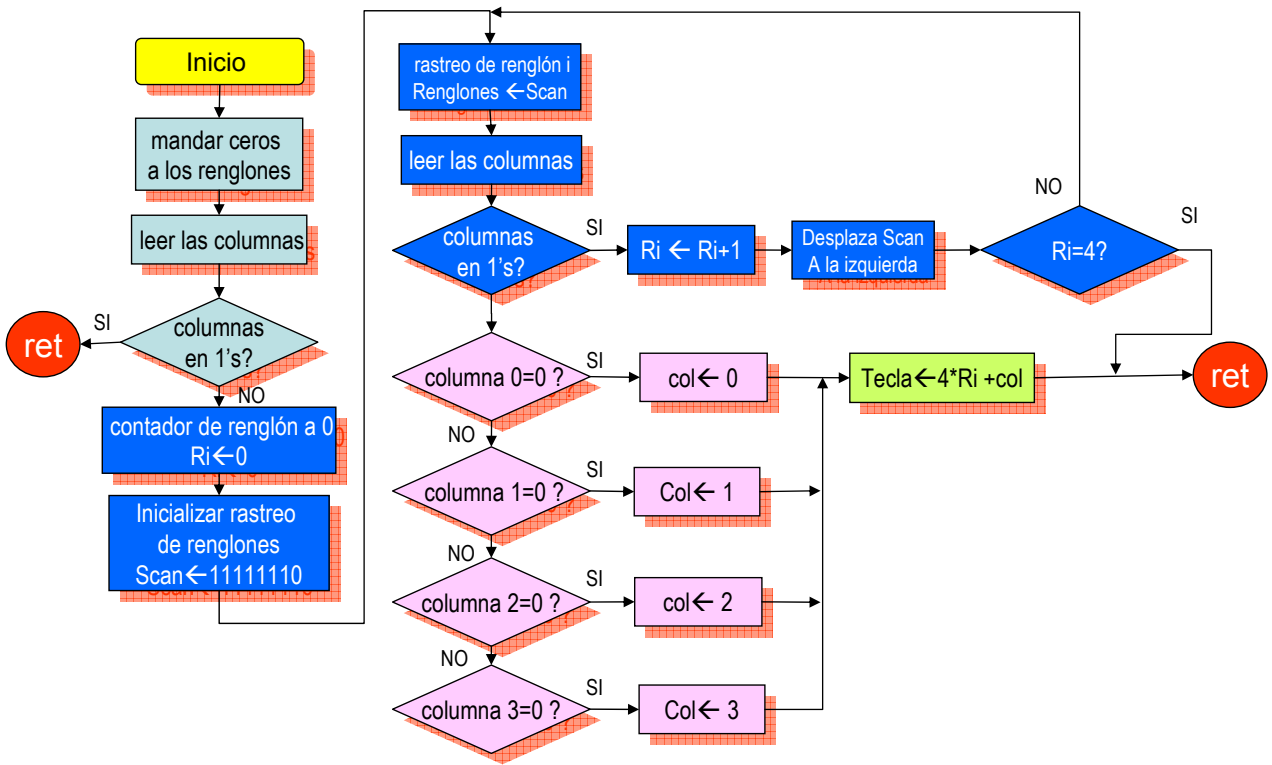 Inicio
mandar ceros
a los renglones
leer las columnas
columnas
en 1's?
SI
ret
NO
contador de renglón a 0
Ri←0
Inicializar rastreo
de renglones
Scan←11111110
rastreo de renglón i
Renglones ←Scan
leer las columnas
columnas
en 1's?
SI
Ri ← Ri+1
Desplaza Scan
A la izquierda
Ri=4?
NO
SI
columna 0=0 ?
SI
col← 0
Tecla←4*Ri +col
ret
NO
columna 1=0 ?
SI
Col← 1
NO
columna 2=0 ?
SI
col← 2
NO
columna 3=0 ?
SI
Col← 3